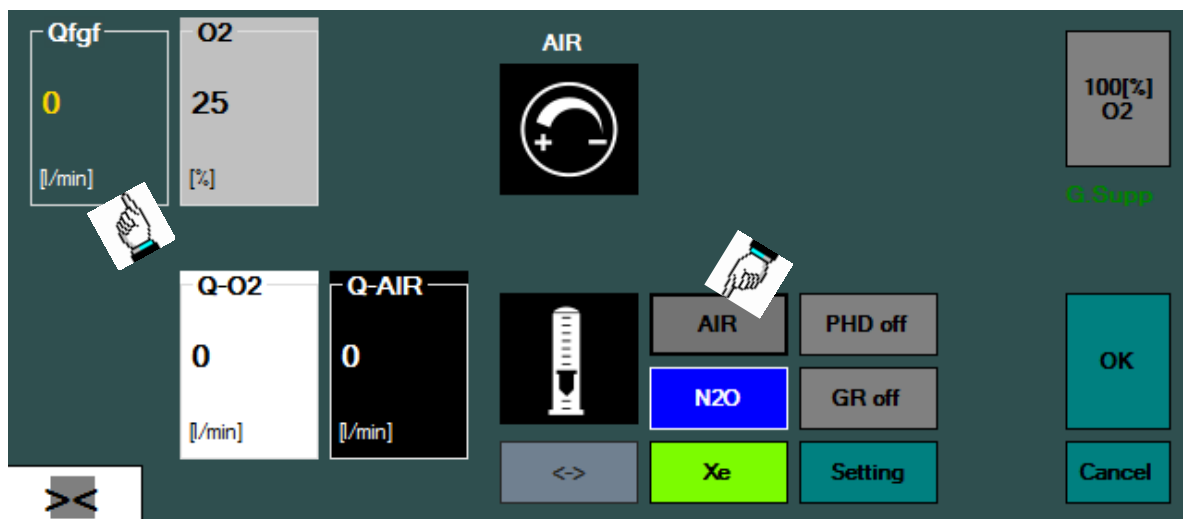 Qfgf
O2
AIR
0
25
100[%]
O2
[l/min]
[%]
G.Supp
Q-O2
Q-AIR
AIR
PHD off
0
0
OK
N2O
GR off
[l/min]
[l/min]
<->
Xe
Setting
Cancel
><